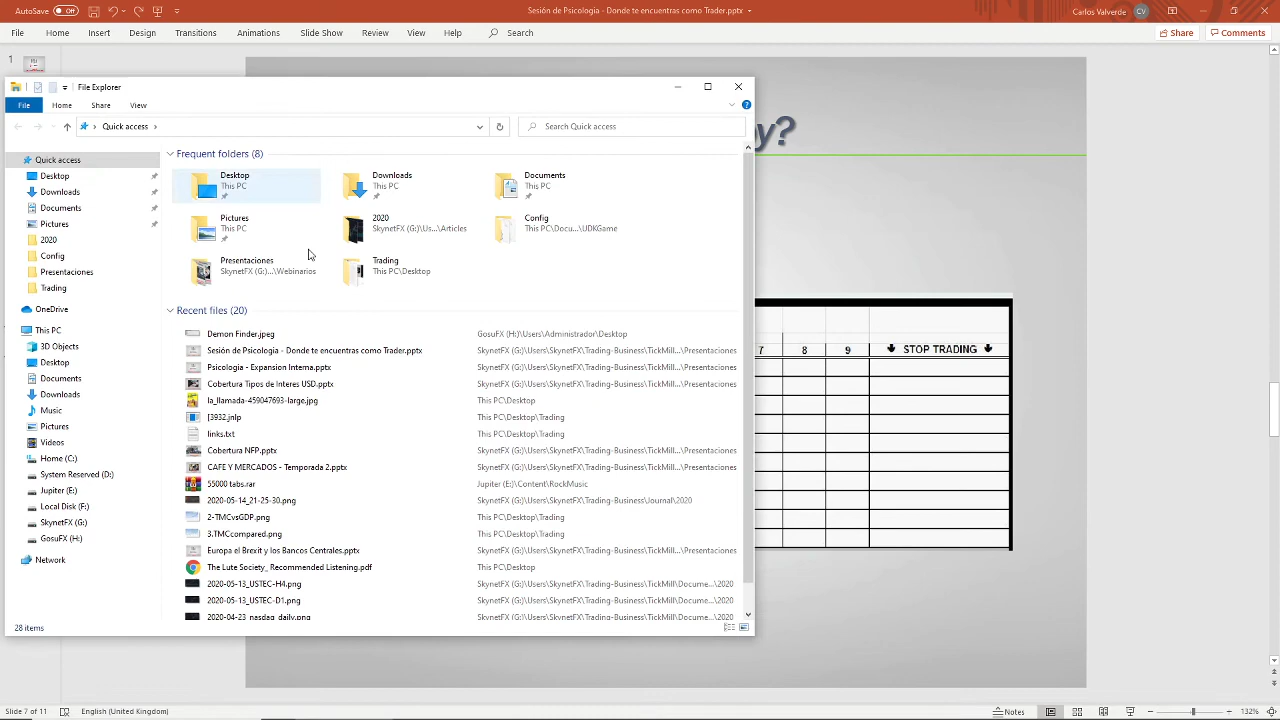 AutoSave Off Sesión de Psicologia - Donde te encuentras como Trader.pptx Carlos Valverde CV
File Home Insert Design Transitions Animations Slide Show Review View Help Search Share Comments
1
File Explorer
File Home Share View
Quick access Search Quick access
y?
Quick access
Desktop
Downloads
Documents
Pictures
2020
Config
Presentaciones
Trading
OneDrive
This PC
3D Objects
Desktop
Documents
Downloads
Music
Pictures
Videos
Home (C:)
System Reserved (D:)
Jupiter (E:)
Local Disk (F:)
SkynetFX (G:)
GosuFX (H:)
Network
Frequent folders (8)
Desktop
This PC
Downloads
This PC
Documents
This PC
Pictures
This PC
2020
SkynetFX (G:)\Us...\Articles
Config
This PC\Docu...\UDKGame
Presentaciones
SkynetFX (G:)...\Webinarios
Trading
This PC\Desktop
Recent files (20)
Demon Finder.jpeg GosuFX (H:)\Users\Administrador\Desktop
Sesión de Psicologia - Donde te encuentras como Trader.pptx SkynetFX (G:)\Users\SkynetFX\Trading-Business\TickMill...\Presentaciones
Psicologia - Expansion Interna.pptx SkynetFX (G:)\Users\SkynetFX\Trading-Business\TickMill...\Presentaciones
Cobertura Tipos de Interes USD.pptx SkynetFX (G:)\Users\SkynetFX\Trading-Business\TickMill...\Presentaciones
la_llamada-459047693-large.jpg This PC\Desktop
[3932.jnlp This PC\Desktop\Trading
links.txt This PC\Desktop\Trading
Cobertura NFP.pptx SkynetFX (G:)\Users\SkynetFX\Trading-Business\TickMill...\Presentaciones
CAFE Y MERCADOS - Temporada 2.pptx SkynetFX (G:)\Users\SkynetFX\Trading-Business\TickMill...\Presentaciones
55000 tabs.rar Jupiter (E:)\Content\RockMusic
2020-05-14_21-25-30.png SkynetFX (G:)\Users\SkynetFX\Trading-Business\Journal\2020
2-TMCvsGDP.png This PC\Desktop\Trading
3.TMCcompared.png This PC\Desktop\Trading
Europa el Brexit y los Bancos Centrales.pptx SkynetFX (G:)\Users\SkynetFX\Trading-Business\TickMill...\Presentaciones
The Lute Society_ Recommended Listening.pdf This PC\Desktop
2020-05-13_USTEC-H4.png SkynetFX (G:)\Users\SkynetFX\Trading-Business\TickMill\Docume...\2020
2020-05-13_USTEC-D1.png SkynetFX (G:)\Users\SkynetFX\Trading-Business\TickMill\Docume...\2020
2020-04-23_nasdaq_daily.png SkynetFX (G:)\Users\SkynetFX\Trading-Business\TickMill\Docume...\2020
28 items
7 8 9 STOP TRADING
Slide 7 of 11 English (United Kingdom) Notes 132%